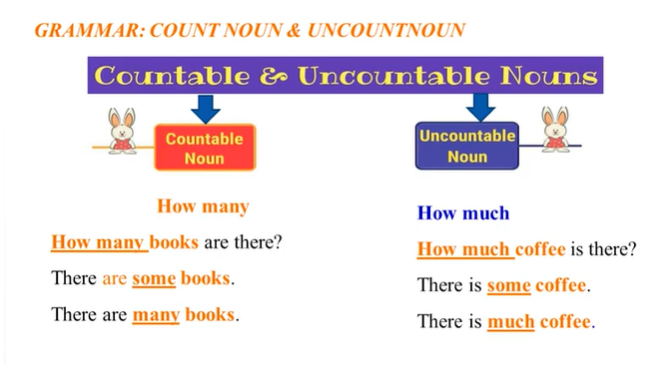 GRAMMAR: COUNT NOUN & UNCOUNTNOUN
Countable & Uncountable Nouns
Countable
Noun
How many
How many books are there?
There are some books.
There are many books.
Uncountable
Noun
How much
How much coffee is there?
There is some coffee.
There is much coffee.